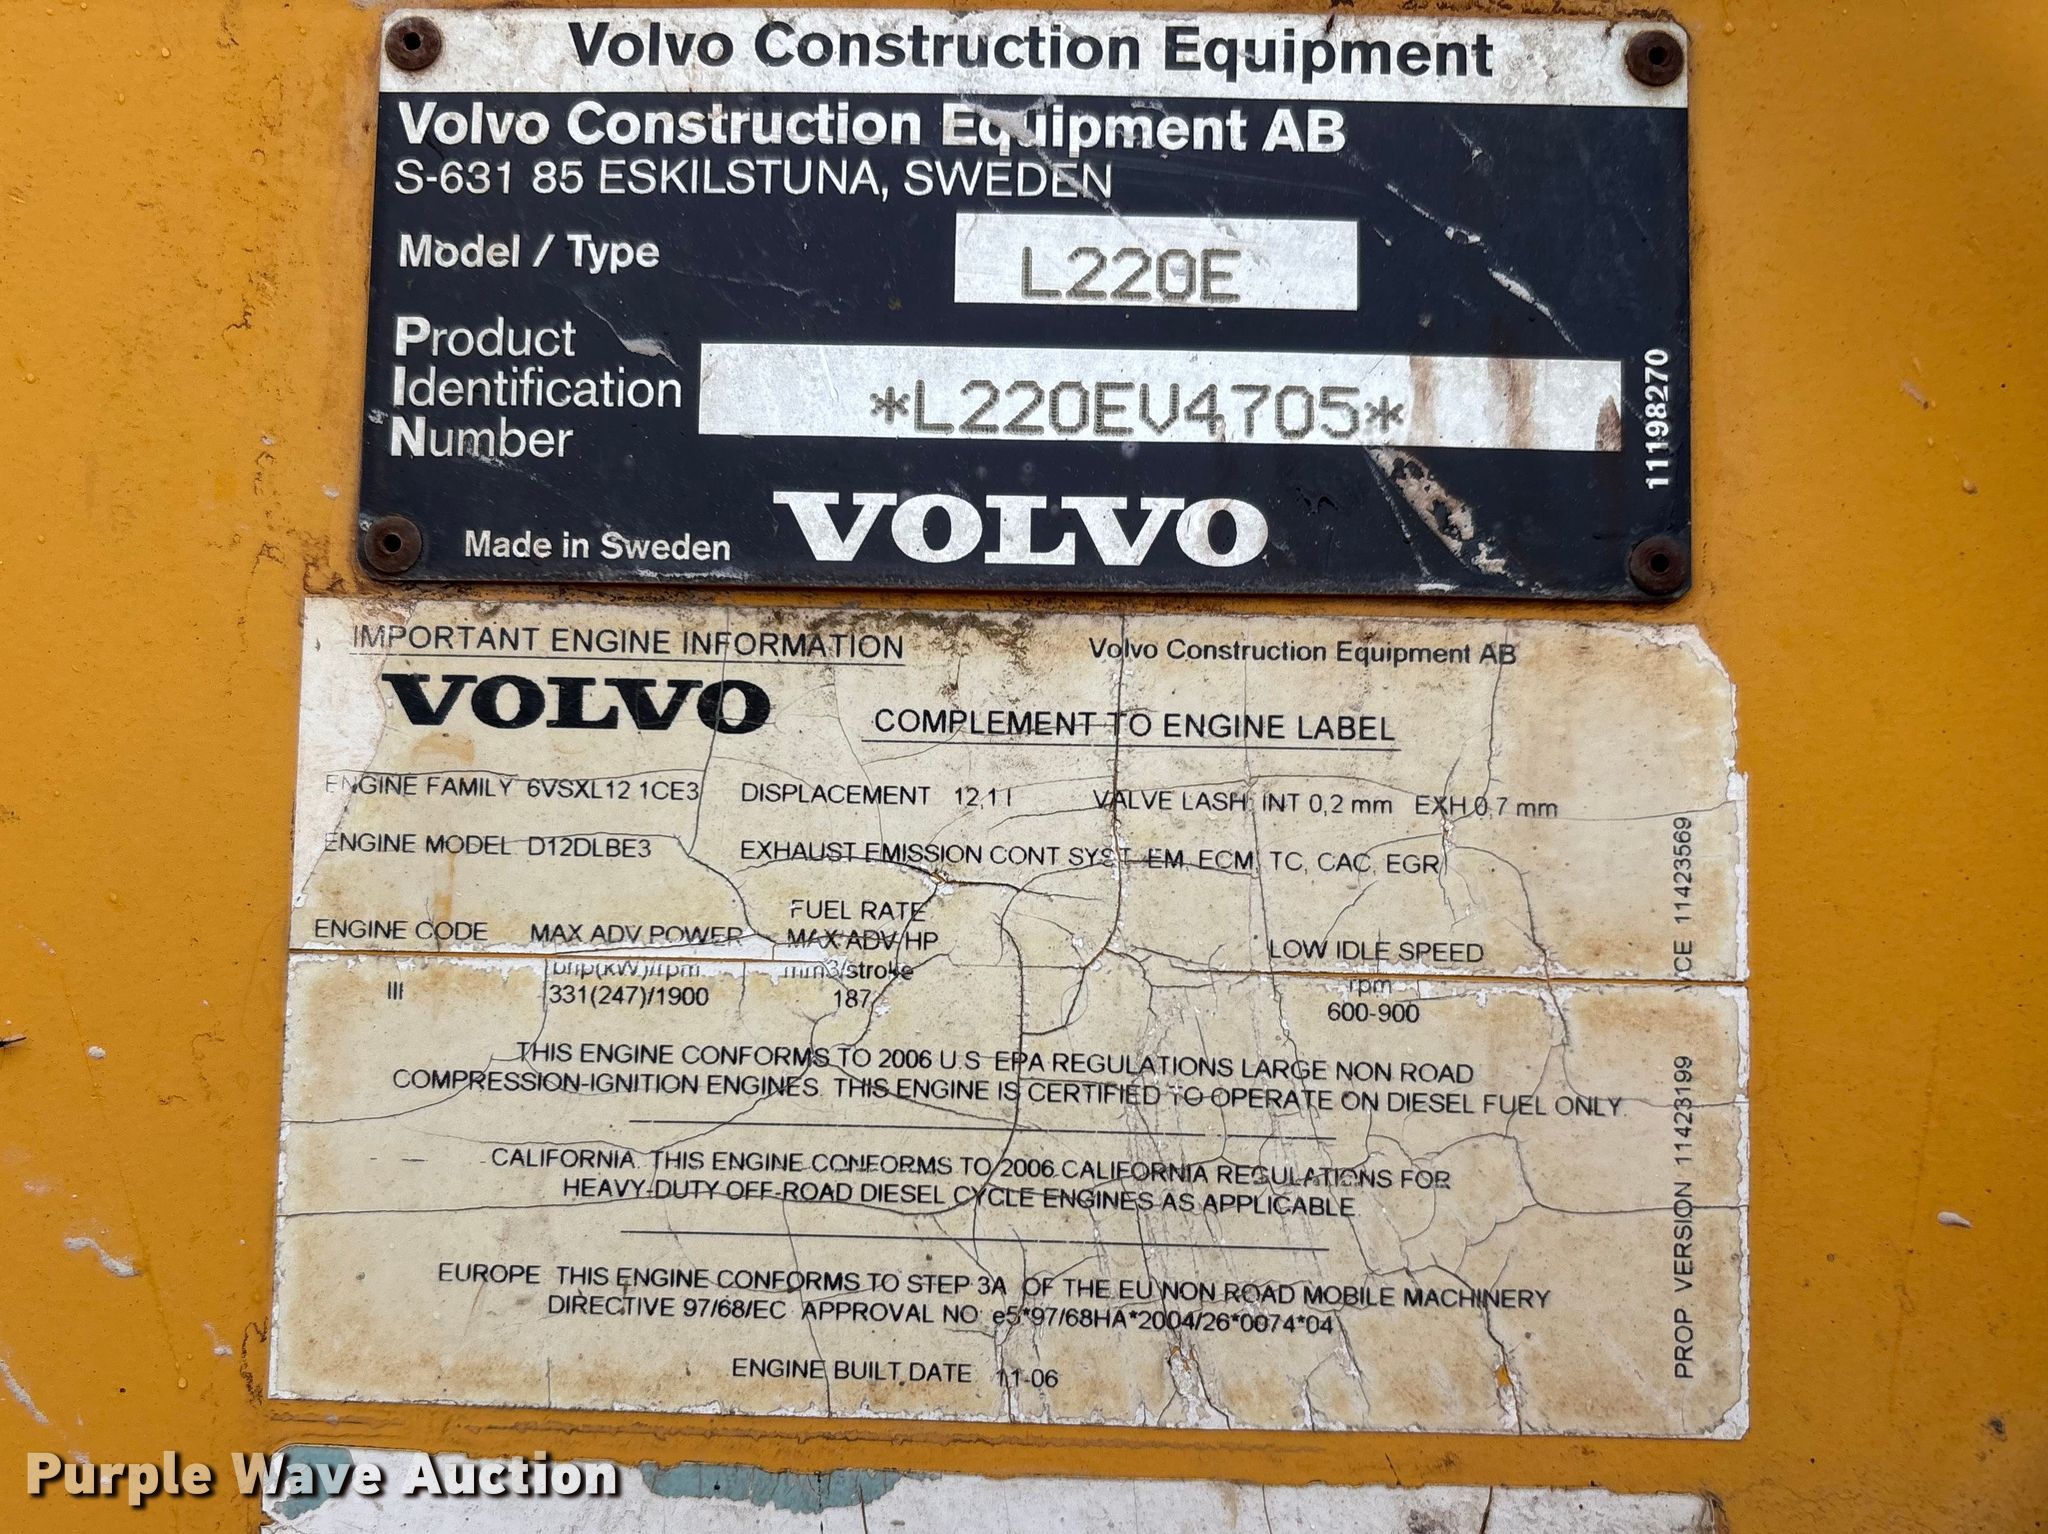 Volvo Construction Equipment
Volvo Construction Equipment AB
S-631 85 ESKILSTUNA, SWEDEN
Model / Type L220E
Product
Identification
Number
*L220EV4705*
11198270
Made in Sweden VOLVO
IMPORTANT ENGINE INFORMATION Volvo Construction Equipment AB
VOLVO COMPLEMENT TO ENGINE LABEL
ENGINE FAMILY 6VSXL12 1CE3 DISPLACEMENT 12,1 l VALVE LASH INT 0,2 mm EXH 0,7 mm
ENGINE MODEL D12DLBE3 EXHAUST EMISSION CONT SYST EM, ECM, TC, CAC, EGR
FUEL RATE
ENGINE CODE MAX ADV POWER MAX ADV HP LOW IDLE SPEED
bhp(kW)/rpm mm3/stroke rpm
III 331(247)/1900 187 600-900
THIS ENGINE CONFORMS TO 2006 U.S EPA REGULATIONS LARGE NON ROAD
COMPRESSION-IGNITION ENGINES. THIS ENGINE IS CERTIFIED TO OPERATE ON DIESEL FUEL ONLY.
CALIFORNIA THIS ENGINE CONFORMS TO 2006 CALIFORNIA REGULATIONS FOR
HEAVY-DUTY OFF-ROAD DIESEL CYCLE ENGINES AS APPLICABLE
EUROPE THIS ENGINE CONFORMS TO STEP 3A OF THE EU NON ROAD MOBILE MACHINERY
DIRECTIVE 97/68/EC APPROVAL NO e5*97/68HA*2004/26*0074*04
ENGINE BUILT DATE 11-06
PROP VERSION 11423199 VCE 11423569
Purple Wave Auction